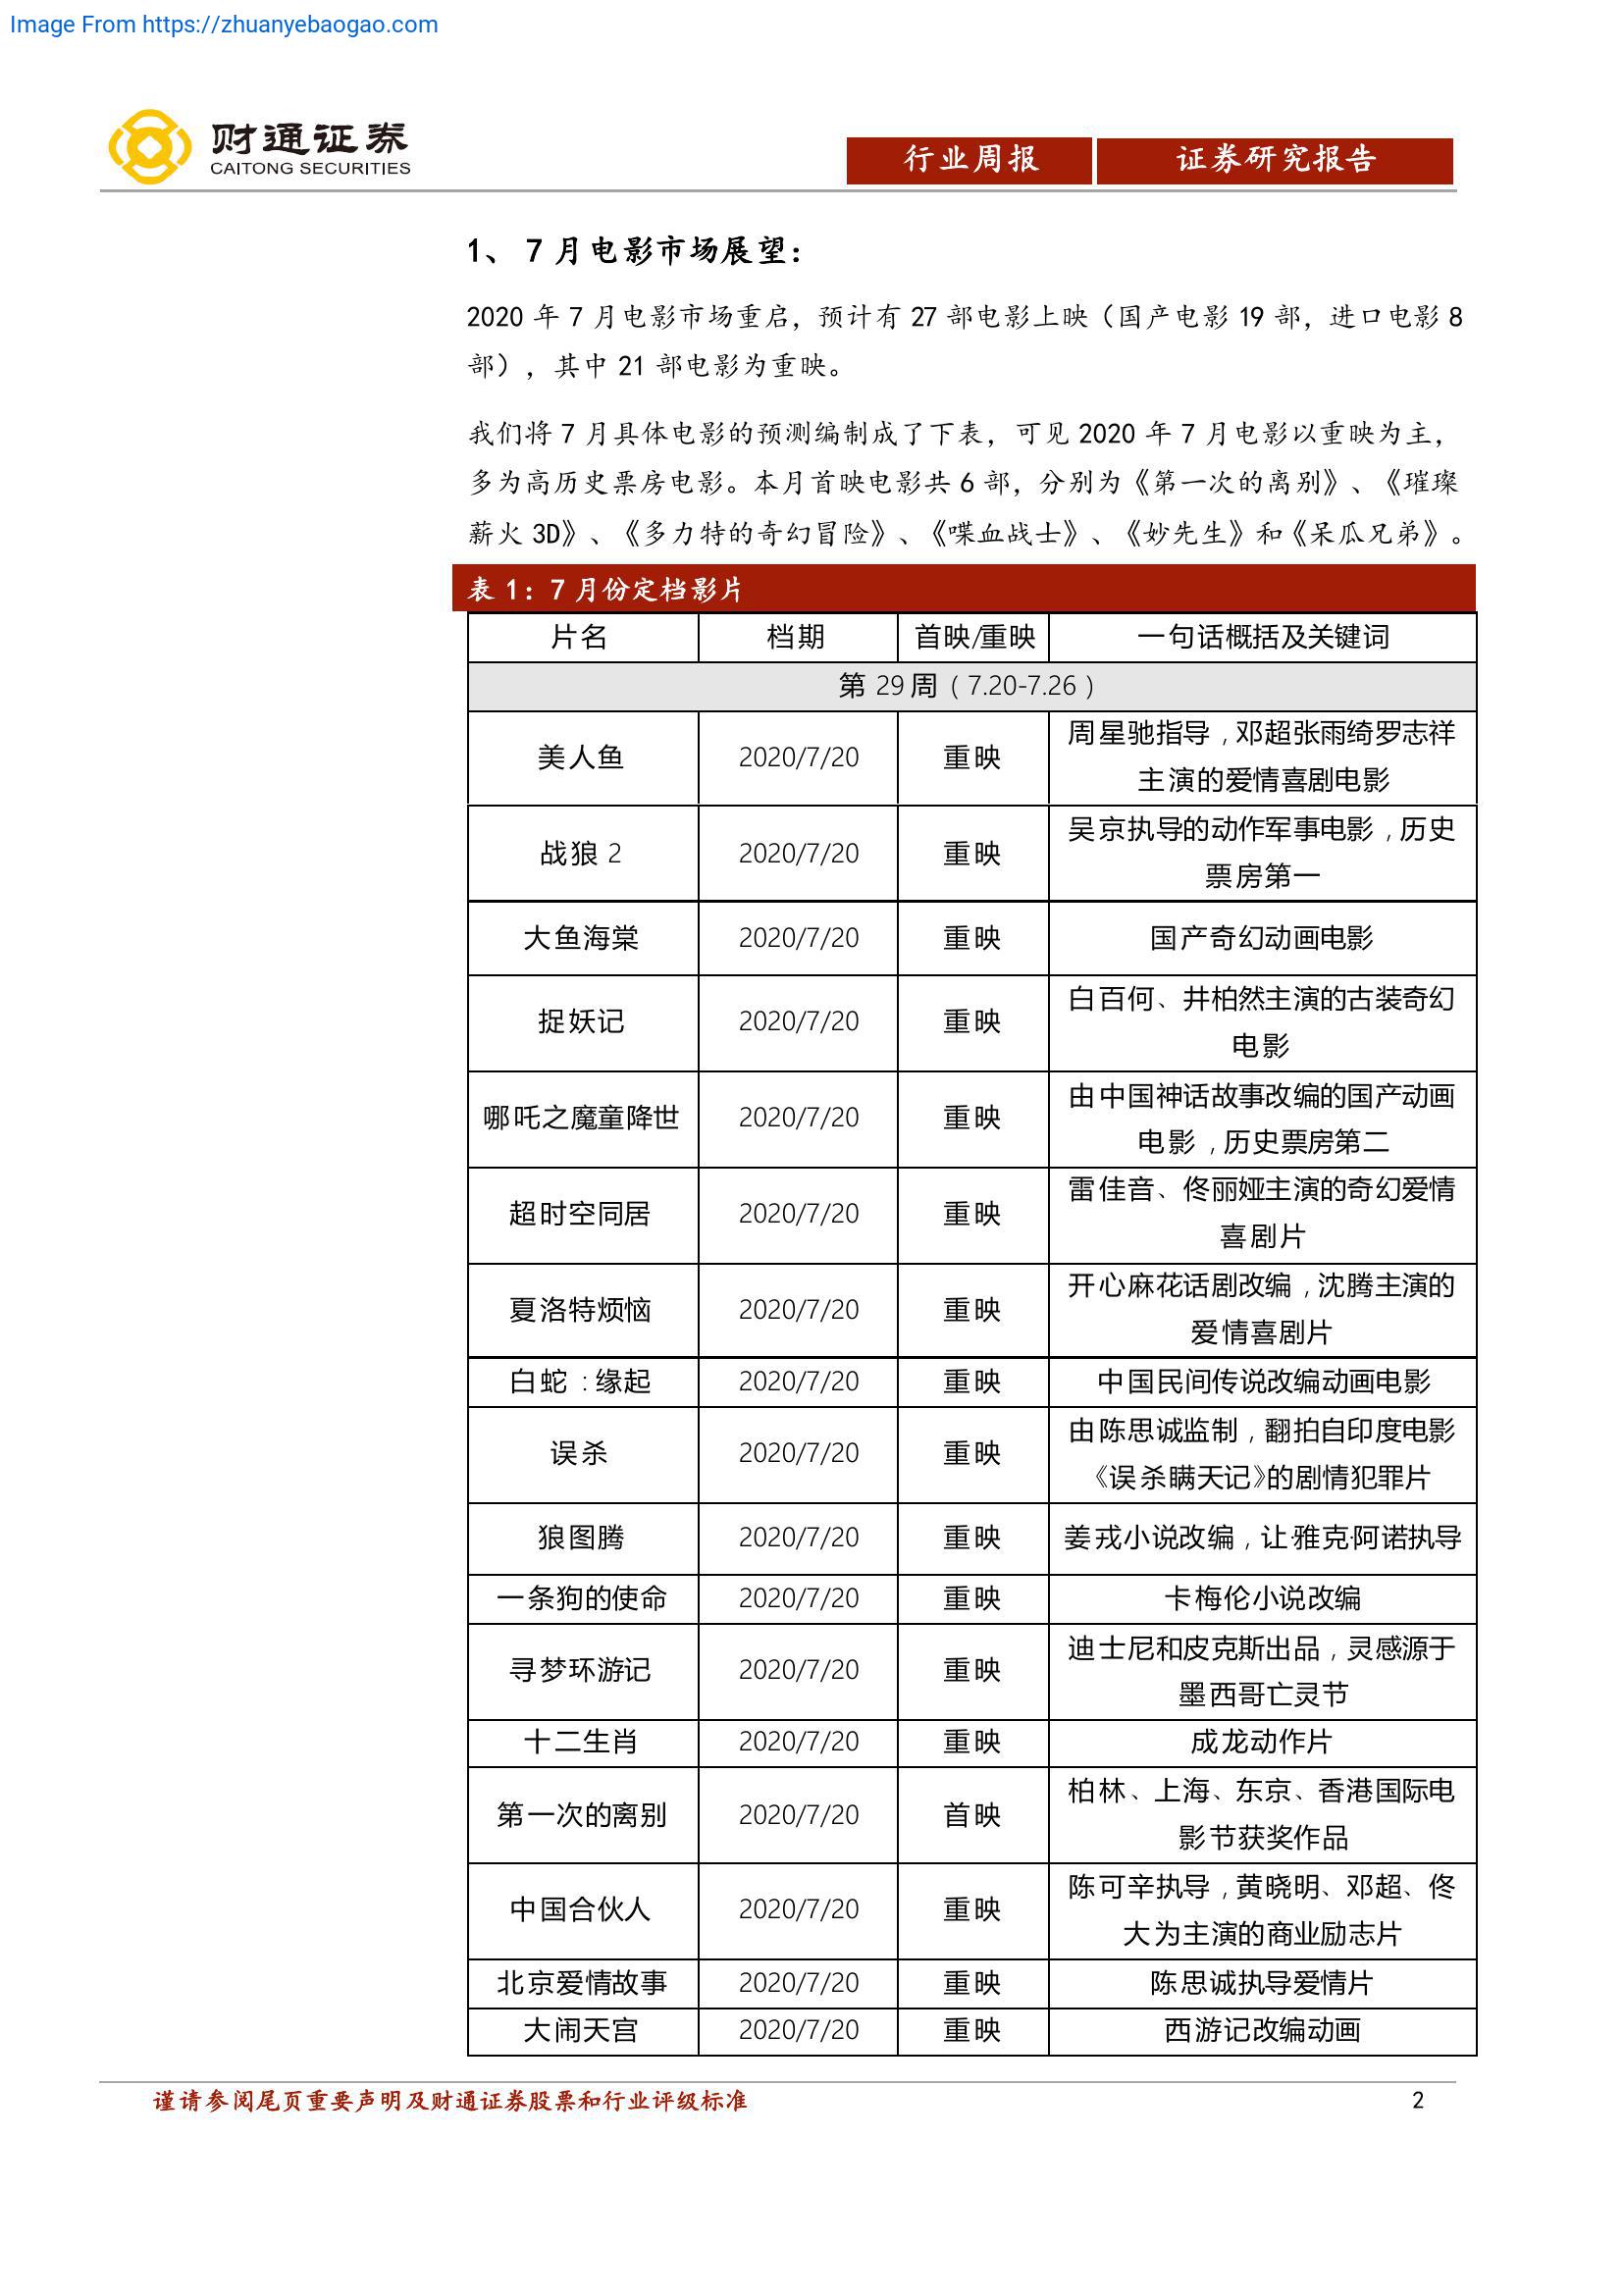 Image From https://zhuanyebaogao.com
财通证券
CAITONG SECURITIES
行业周报
证券研究报告
1、 7 月电影市场展望：
2020 年 7 月电影市场重启，预计有 27 部电影上映（国产电影 19 部，进口电影 8
部），其中 21 部电影为重映。
我们将 7 月具体电影的预测编制成了下表，可见 2020 年 7 月电影以重映为主，
多为高历史票房电影。本月首映电影共 6 部，分别为《第一次的离别》、《璀璨
薪火 3D》、《多力特的奇幻冒险》、《喋血战士》、《妙先生》和《呆瓜兄弟》。
表 1：7 月份定档影片
片名 档期 首映/重映 一句话概括及关键词
第 29 周（7.20-7.26）
美人鱼 2020/7/20 重映 周星驰指导，邓超张雨绮罗志祥
主演的爱情喜剧电影
战狼 2 2020/7/20 重映 吴京执导的动作军事电影，历史
票房第一
大鱼海棠 2020/7/20 重映 国产奇幻动画电影
捉妖记 2020/7/20 重映 白百何、井柏然主演的古装奇幻
电影
哪吒之魔童降世 2020/7/20 重映 由中国神话故事改编的国产动画
电影，历史票房第二
超时空同居 2020/7/20 重映 雷佳音、佟丽娅主演的奇幻爱情
喜剧片
夏洛特烦恼 2020/7/20 重映 开心麻花话剧改编，沈腾主演的
爱情喜剧片
白蛇：缘起 2020/7/20 重映 中国民间传说改编动画电影
误杀 2020/7/20 重映 由陈思诚监制，翻拍自印度电影
《误杀瞒天记》的剧情犯罪片
狼图腾 2020/7/20 重映 姜戎小说改编，让·雅克·阿诺执导
一条狗的使命 2020/7/20 重映 卡梅伦小说改编
寻梦环游记 2020/7/20 重映 迪士尼和皮克斯出品，灵感源于
墨西哥亡灵节
十二生肖 2020/7/20 重映 成龙动作片
第一次的离别 2020/7/20 首映 柏林、上海、东京、香港国际电
影节获奖作品
中国合伙人 2020/7/20 重映 陈可辛执导，黄晓明、邓超、佟
大为主演的商业励志片
北京爱情故事 2020/7/20 重映 陈思诚执导爱情片
大闹天宫 2020/7/20 重映 西游记改编动画
谨请参阅尾页重要声明及财通证券股票和行业评级标准
2